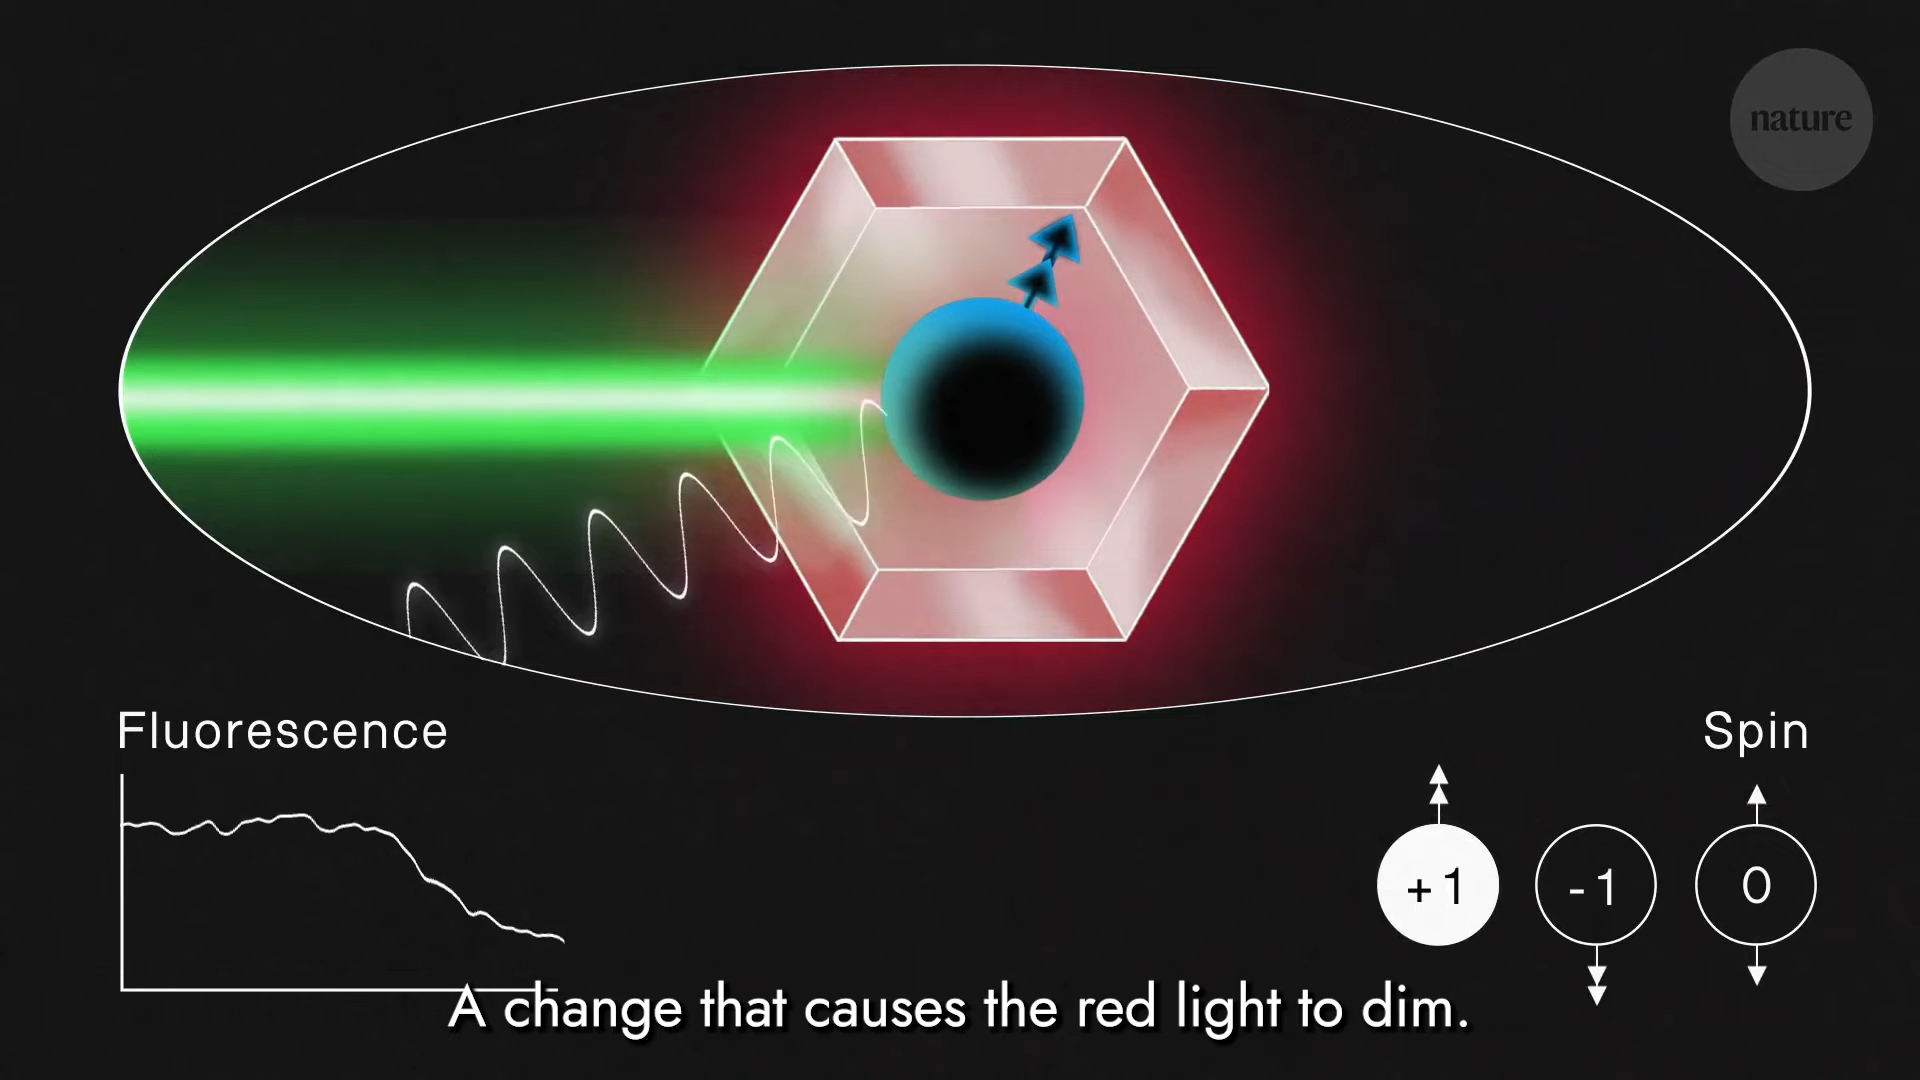 nature
Fluorescence
Spin
+1
-1
0
A change that causes the red light to dim.